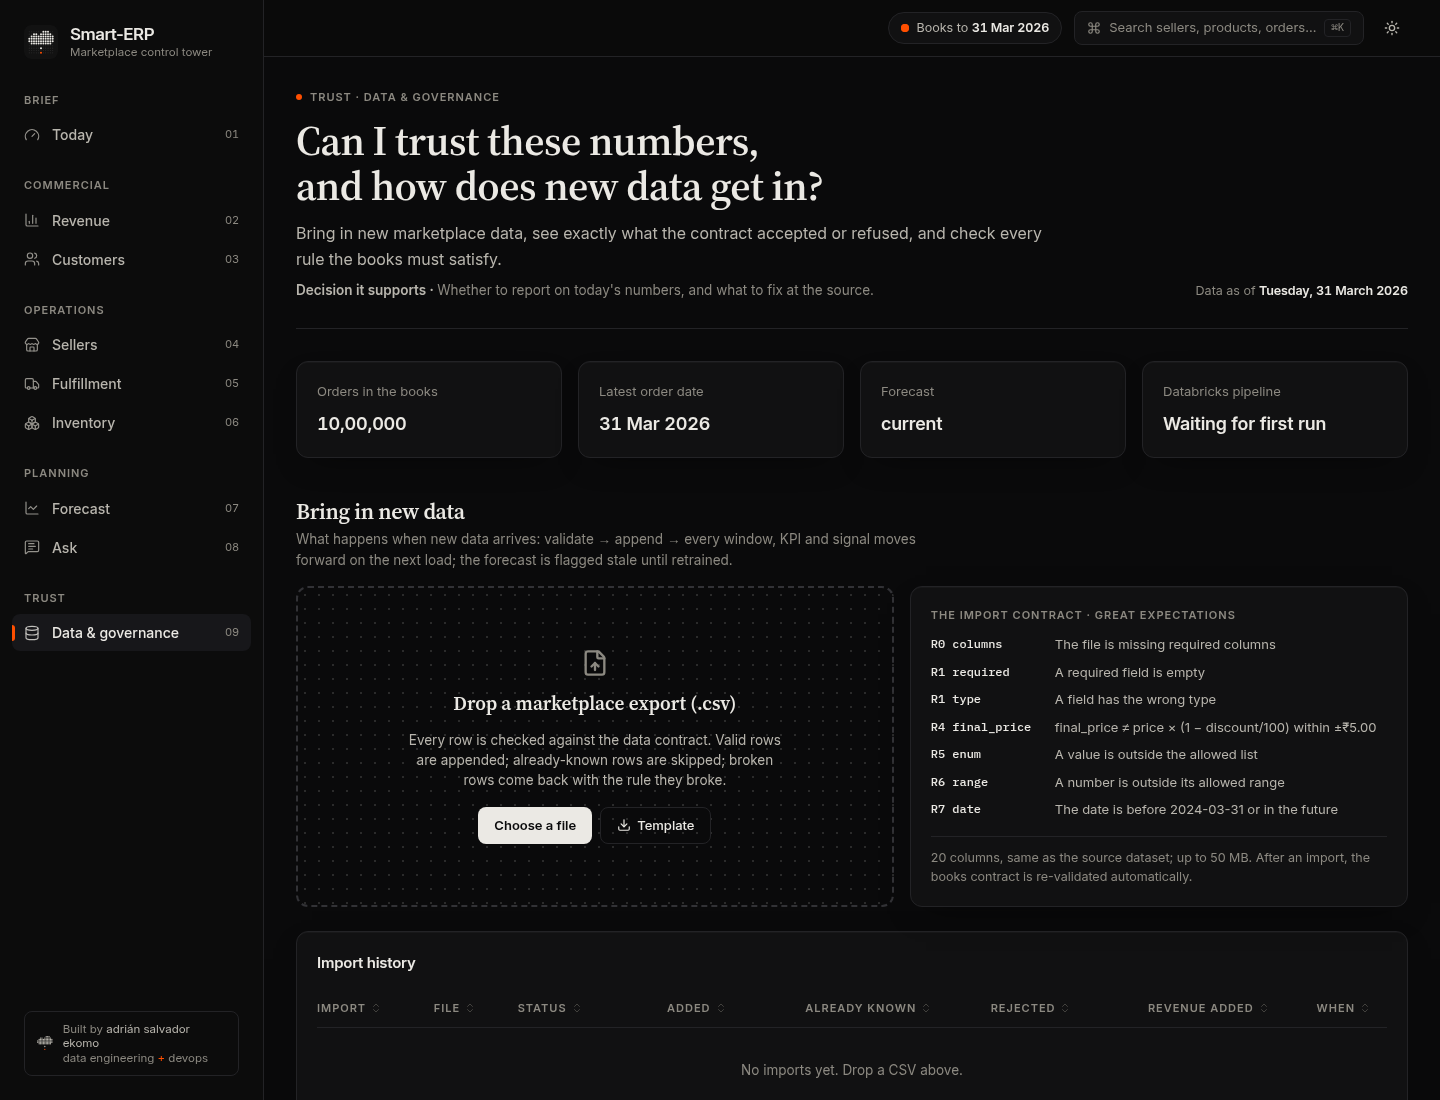 Smart-ERP
Marketplace control tower
Books to 31 Mar 2026
Search sellers, products, orders... ⌘K
BRIEF
Today 01
COMMERCIAL
Revenue 02
Customers 03
OPERATIONS
Sellers 04
Fulfillment 05
Inventory 06
PLANNING
Forecast 07
Ask 08
TRUST
Data & governance 09
Built by adrián salvador
ekomo
data engineering + devops
TRUST · DATA & GOVERNANCE
Can I trust these numbers,
and how does new data get in?
Bring in new marketplace data, see exactly what the contract accepted or refused, and check every
rule the books must satisfy.
Decision it supports · Whether to report on today's numbers, and what to fix at the source.
Data as of Tuesday, 31 March 2026
Orders in the books
10,00,000
Latest order date
31 Mar 2026
Forecast
current
Databricks pipeline
Waiting for first run
Bring in new data
What happens when new data arrives: validate → append → every window, KPI and signal moves
forward on the next load; the forecast is flagged stale until retrained.
Drop a marketplace export (.csv)
Every row is checked against the data contract. Valid rows
are appended; already-known rows are skipped; broken
rows come back with the rule they broke.
Choose a file
Template
THE IMPORT CONTRACT · GREAT EXPECTATIONS
R0 columns The file is missing required columns
R1 required A required field is empty
R1 type A field has the wrong type
R4 final_price final_price ≠ price × (1 − discount/100) within ±₹5.00
R5 enum A value is outside the allowed list
R6 range A number is outside its allowed range
R7 date The date is before 2024-03-31 or in the future
20 columns, same as the source dataset; up to 50 MB. After an import, the
books contract is re-validated automatically.
Import history
IMPORT FILE STATUS ADDED ALREADY KNOWN REJECTED REVENUE ADDED WHEN
No imports yet. Drop a CSV above.